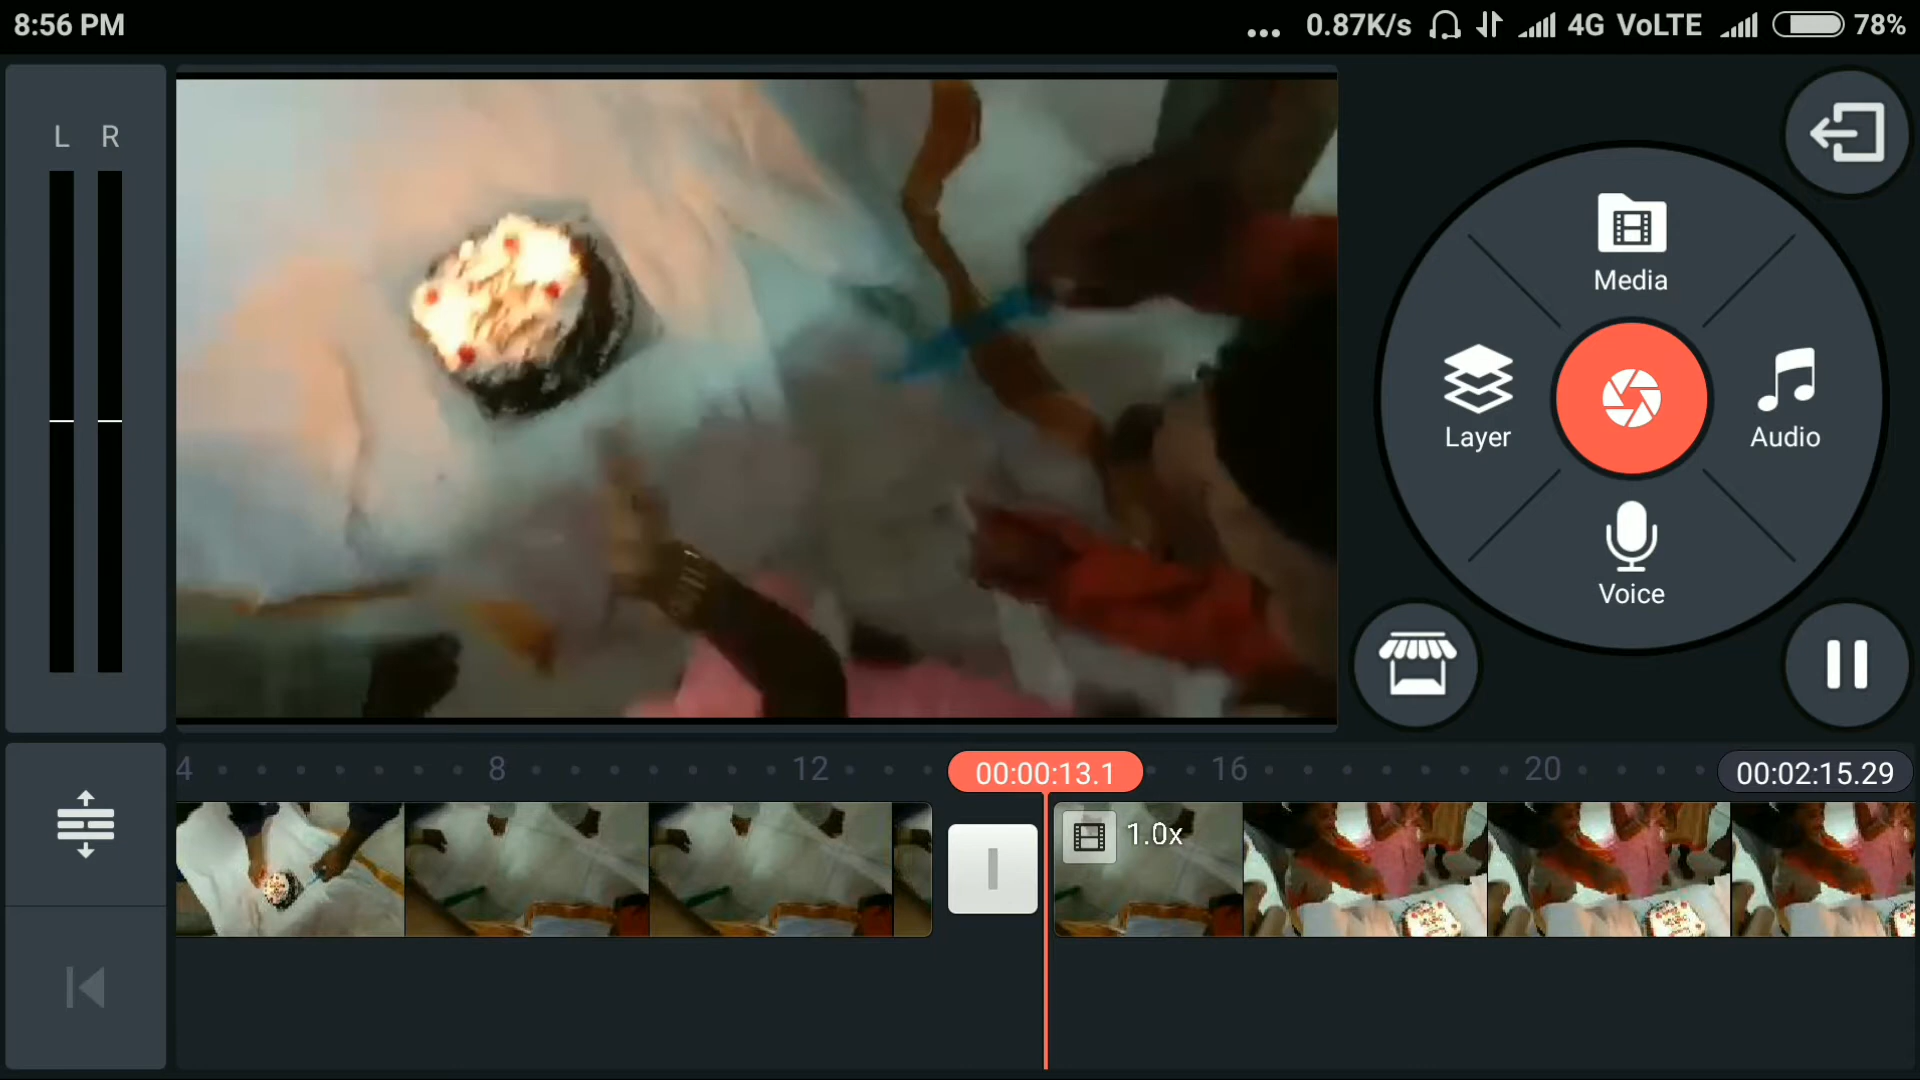 8:56 PM
... 0.87K/s 4G VoLTE 78%
L R
Media
Layer
Audio
Voice
4 8 12 00:00:13.1 16 20 00:02:15.29
1.0x